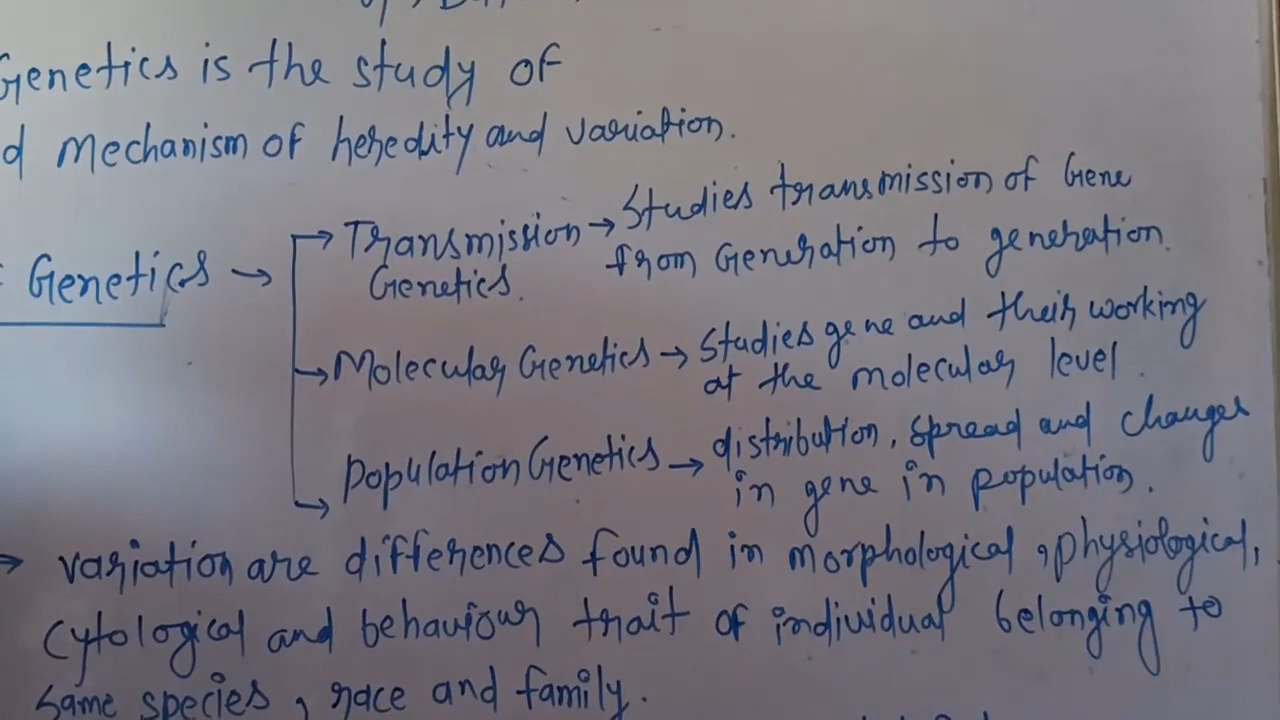 Genetics is the study of
d mechanism of heredity and variation.
Genetics → → Transmission Genetics. → Studies transmission of Gene from Generation to generation.
→ Molecular Genetics → Studies gene and their working at the molecular level.
→ Population Genetics → distribution, spread and changes in gene in population.
→ variation are differences found in morphological, physiological,
cytological and behaviour trait of individual belonging to
same species, race and family.